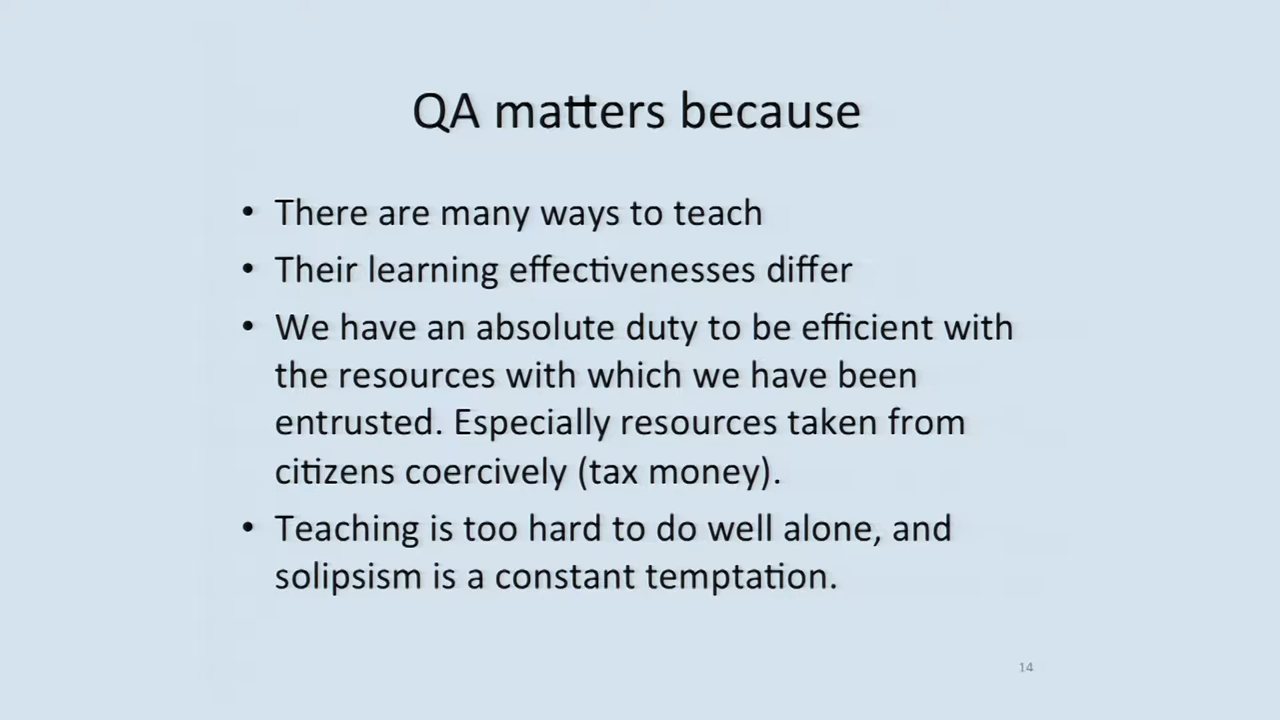 QA matters because
• There are many ways to teach
• Their learning effectivenesses differ
• We have an absolute duty to be efficient with
the resources with which we have been
entrusted. Especially resources taken from
citizens coercively (tax money).
• Teaching is too hard to do well alone, and
solipsism is a constant temptation.
14